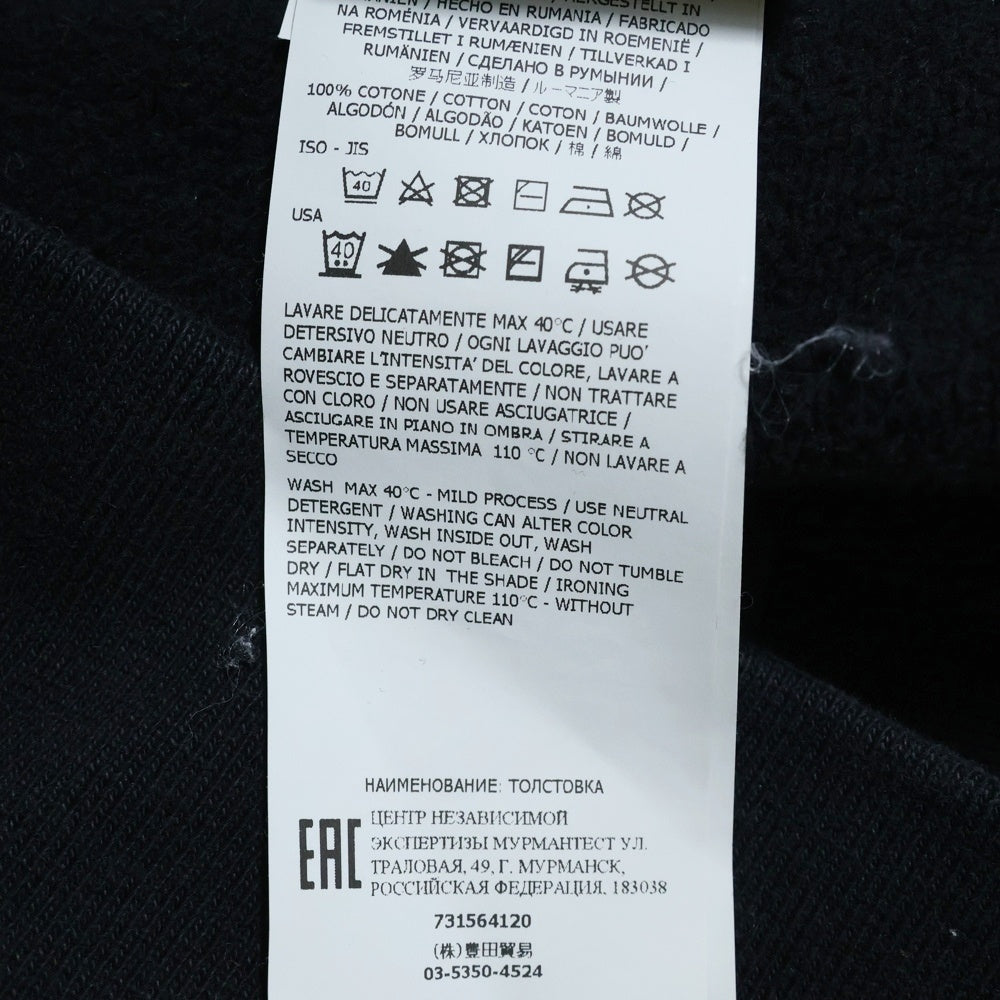 HERGESTELLT IN
/ HECHO EN RUMANIA / FABRICADO
NA ROMÉNIA / VERVAARDIGD IN ROEMENIË /
FREMSTILLET I RUMÆNIEN / TILLVERKAD I
RUMÄNIEN / СДЕЛАНО В РУМЫНИИ /
罗马尼亚制造 / ルーマニア製
100% COTONE / COTTON / COTON / BAUMWOLLE /
ALGODÓN / ALGODÃO / KATOEN / BOMULD /
BOMULL / ХЛОПОК / 棉 / 綿
ISO - JIS
40
USA
40
LAVARE DELICATAMENTE MAX 40°C / USARE
DETERSIVO NEUTRO / OGNI LAVAGGIO PUO'
CAMBIARE L'INTENSITA' DEL COLORE, LAVARE A
ROVESCIO E SEPARATAMENTE / NON TRATTARE
CON CLORO / NON USARE ASCIUGATRICE /
ASCIUGARE IN PIANO IN OMBRA / STIRARE A
TEMPERATURA MASSIMA 110 °C / NON LAVARE A
SECCO
WASH MAX 40°C - MILD PROCESS / USE NEUTRAL
DETERGENT / WASHING CAN ALTER COLOR
INTENSITY, WASH INSIDE OUT, WASH
SEPARATELY / DO NOT BLEACH / DO NOT TUMBLE
DRY / FLAT DRY IN THE SHADE / IRONING
MAXIMUM TEMPERATURE 110°C - WITHOUT
STEAM / DO NOT DRY CLEAN
НАИМЕНОВАНИЕ: ТОЛСТОВКА
EAC
ЦЕНТР НЕЗАВИСИМОЙ
ЭКСПЕРТИЗЫ МУРМАНТЕСТ УЛ.
ТРАЛОВАЯ, 49, Г. МУРМАНСК,
РОССИЙСКАЯ ФЕДЕРАЦИЯ, 183038
731564120
(株)豊田貿易
03-5350-4524